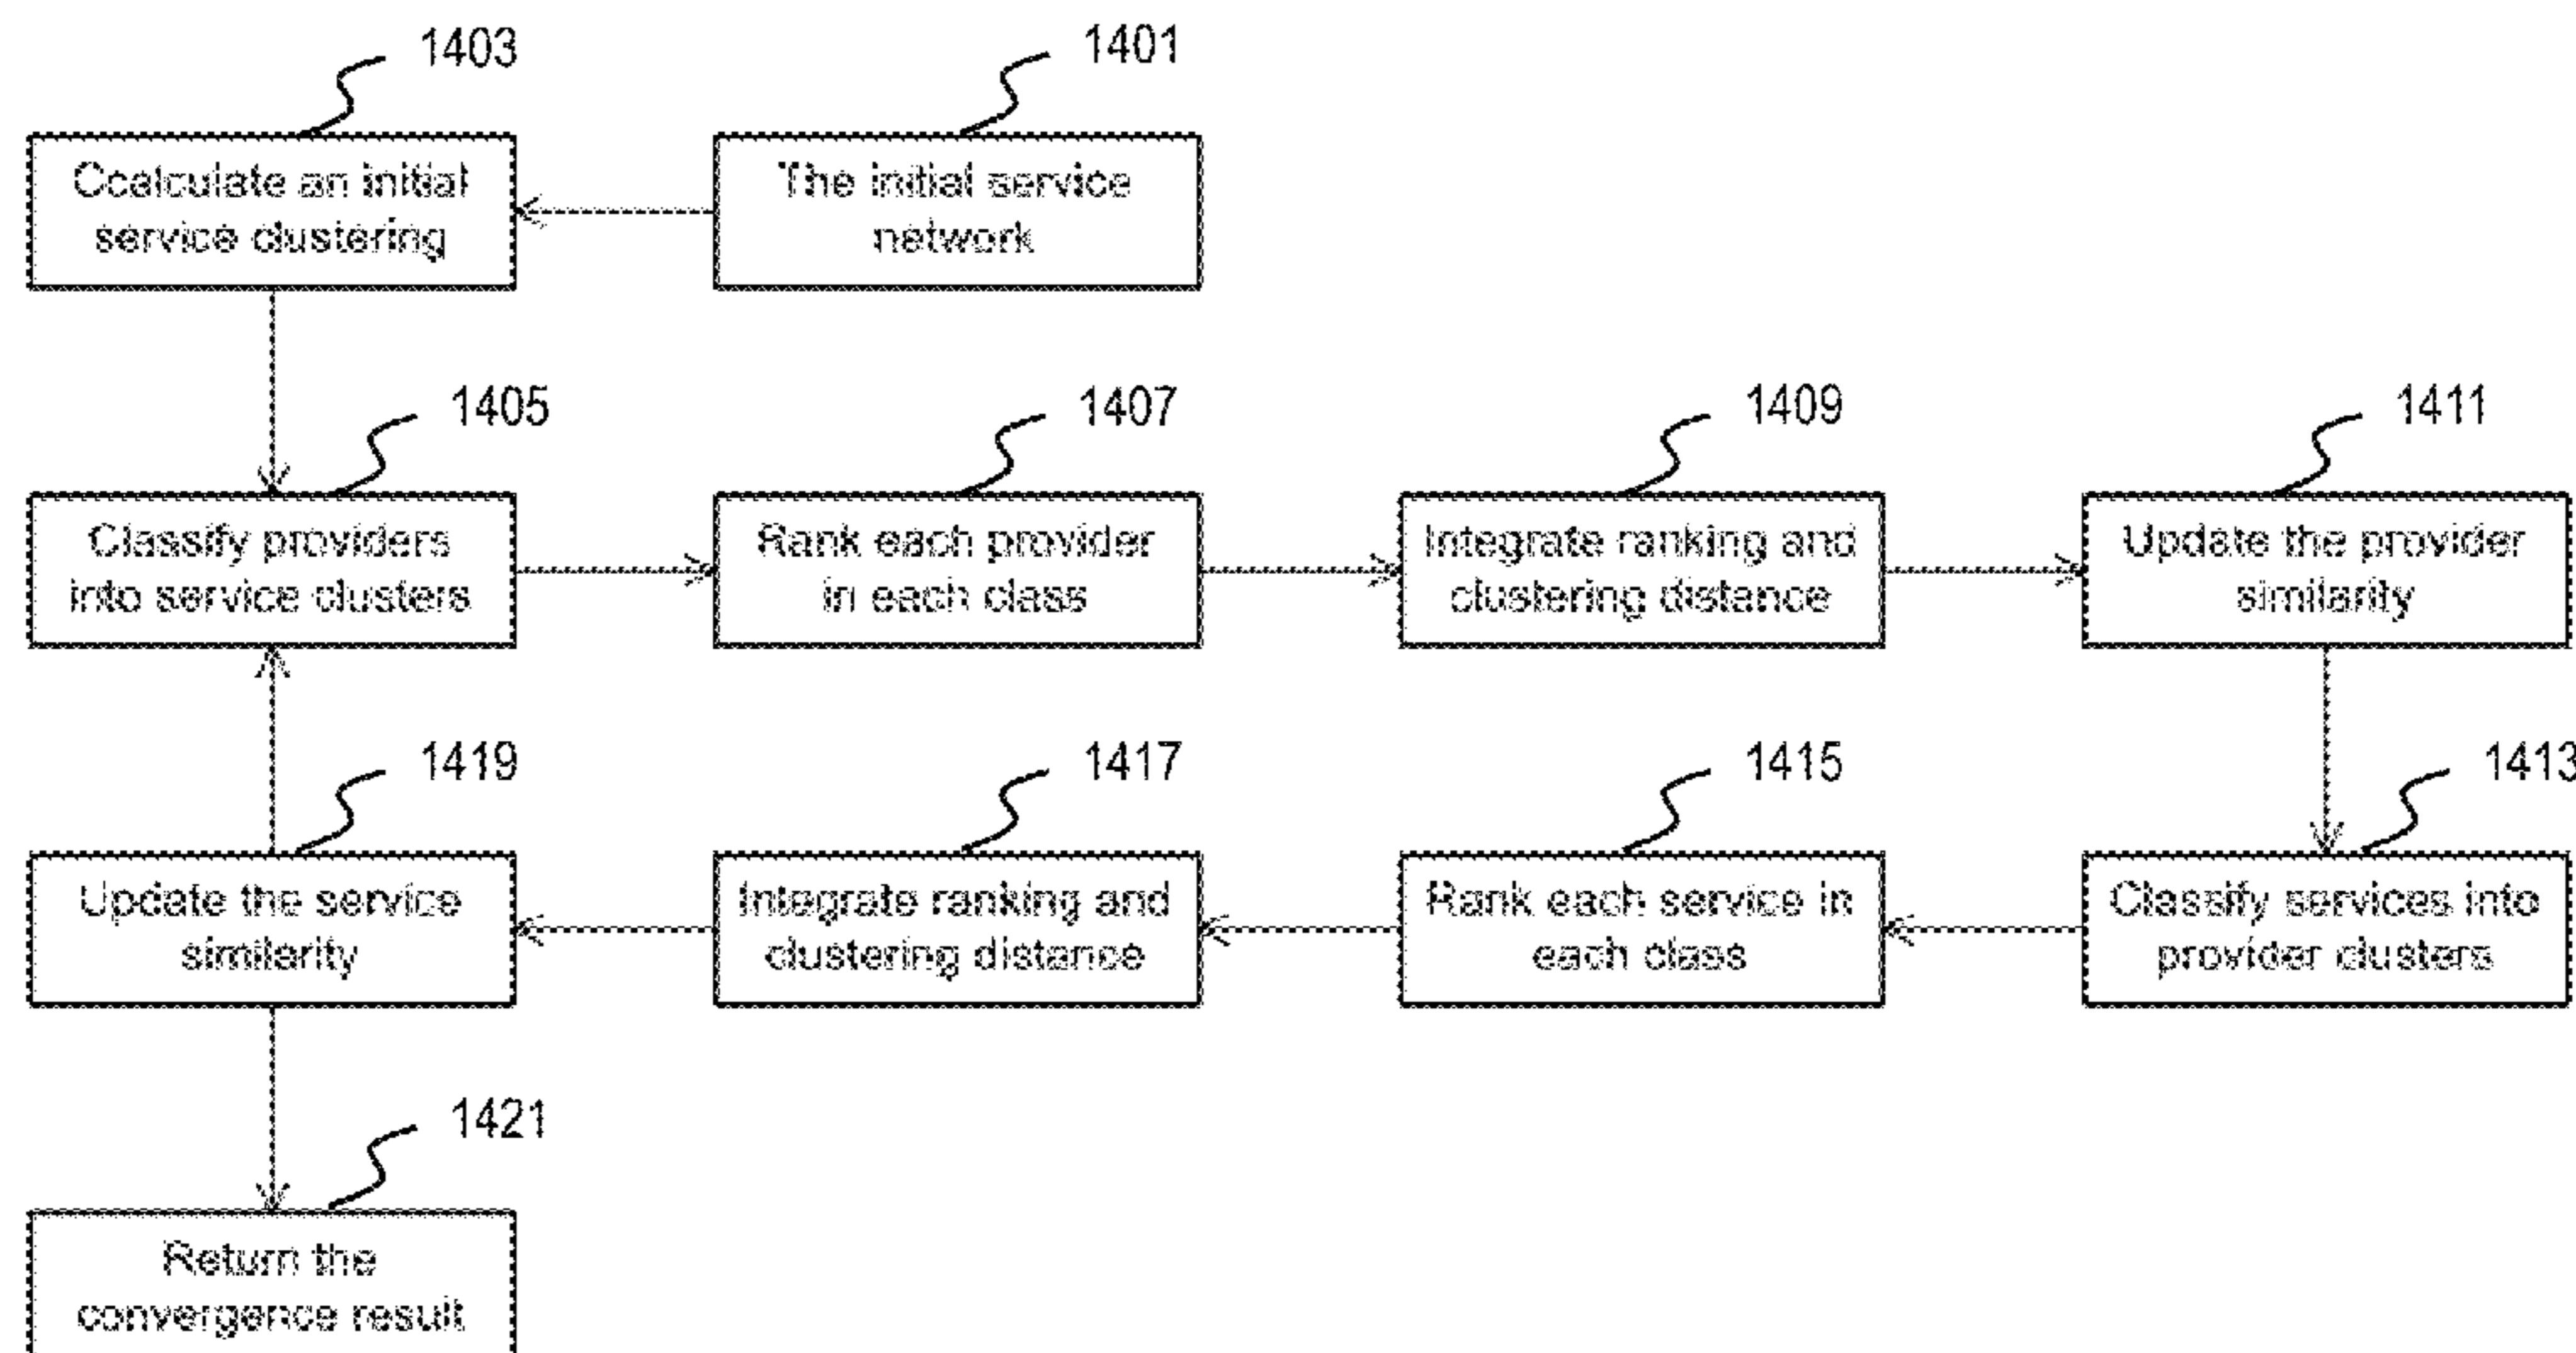 1403
1401
Ccalculate an initial
service clustering
The initial service
network
1405
1407
1409
1411
Classify providers
into service clusters
Rank each provider
in each class
Integrate ranking and
clustering distance
Update the provider
similarity
1419
1417
1415
1413
Update the service
similarity
Integrate ranking and
clustering distance
Rank each service in
each class
Classify services into
provider clusters
1421
Return the
convergence result